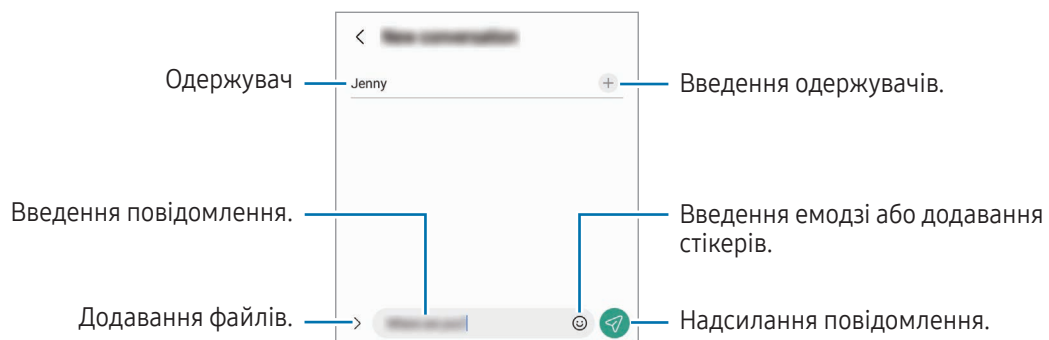 Одержувач
Jenny
Введення одержувачів.
Введення повідомлення.
Введення емодзі або додавання
стікерів.
Додавання файлів.
Надсилання повідомлення.